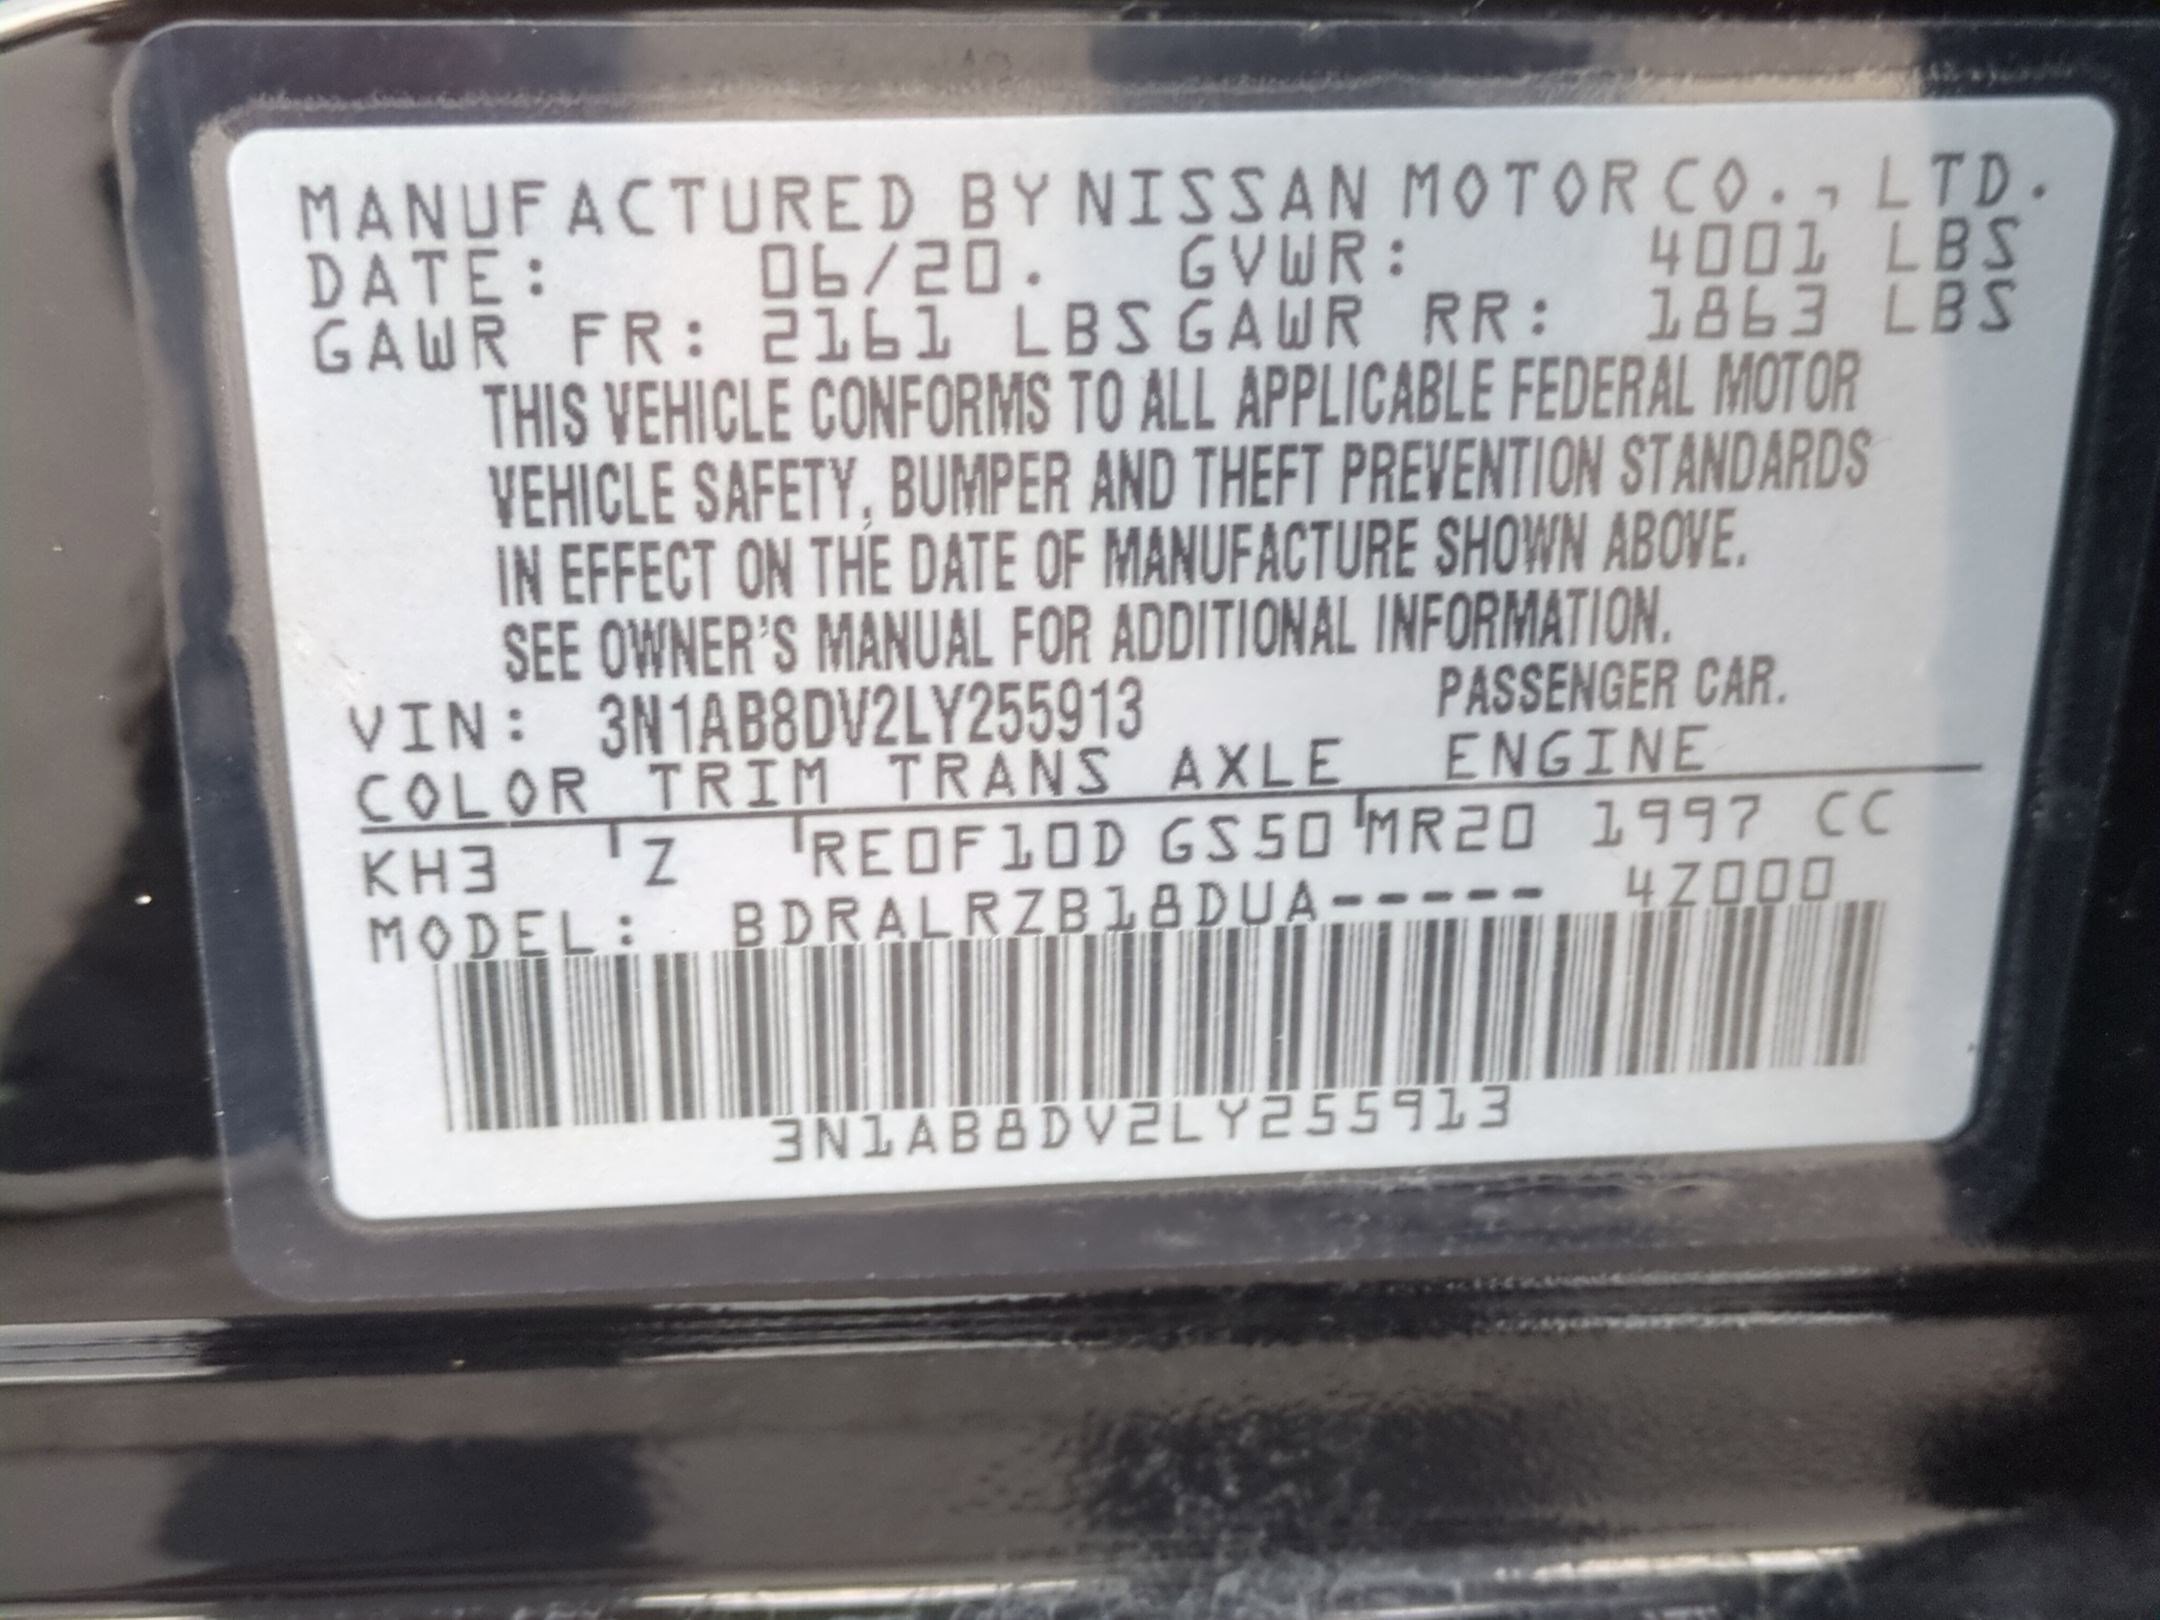 MANUFACTURED BY NISSAN MOTOR CO., LTD.
DATE: 06/20. GVWR: 4001 LBS
GAWR FR: 2161 LBS GAWR RR: 1863 LBS
THIS VEHICLE CONFORMS TO ALL APPLICABLE FEDERAL MOTOR
VEHICLE SAFETY, BUMPER AND THEFT PREVENTION STANDARDS
IN EFFECT ON THE DATE OF MANUFACTURE SHOWN ABOVE.
SEE OWNER'S MANUAL FOR ADDITIONAL INFORMATION.
VIN: 3N1AB8DV2LY255913 PASSENGER CAR.
COLOR TRIM TRANS AXLE ENGINE
KH3 Z RE0F10D GS50 MR20 1997 CC
MODEL: BDRALRZB18DUA----- 4Z000
3N1AB8DV2LY255913